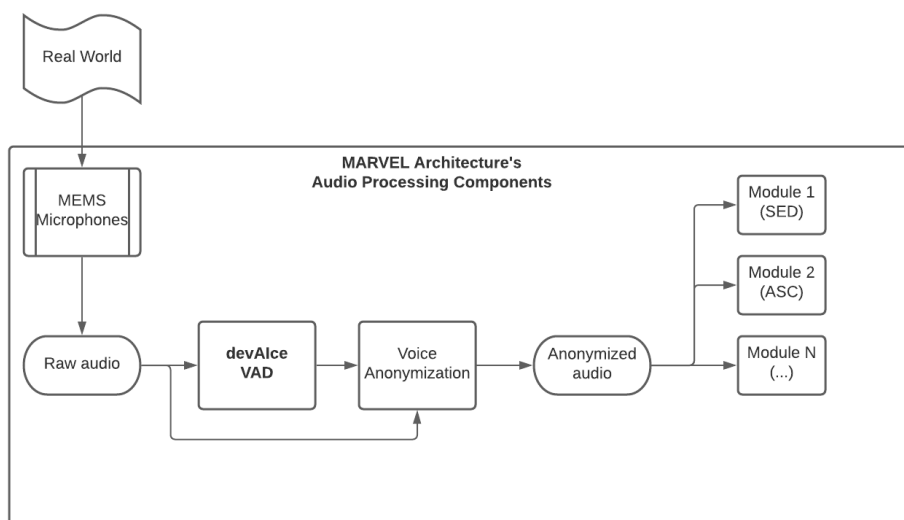 Real World
MARVEL Architecture's
Audio Processing Components
MEMS
Microphones
Module 1
(SED)
Module 2
(ASC)
Raw audio
devAIce
VAD
Voice
Anonymization
Anonymized
audio
Module N
(...)